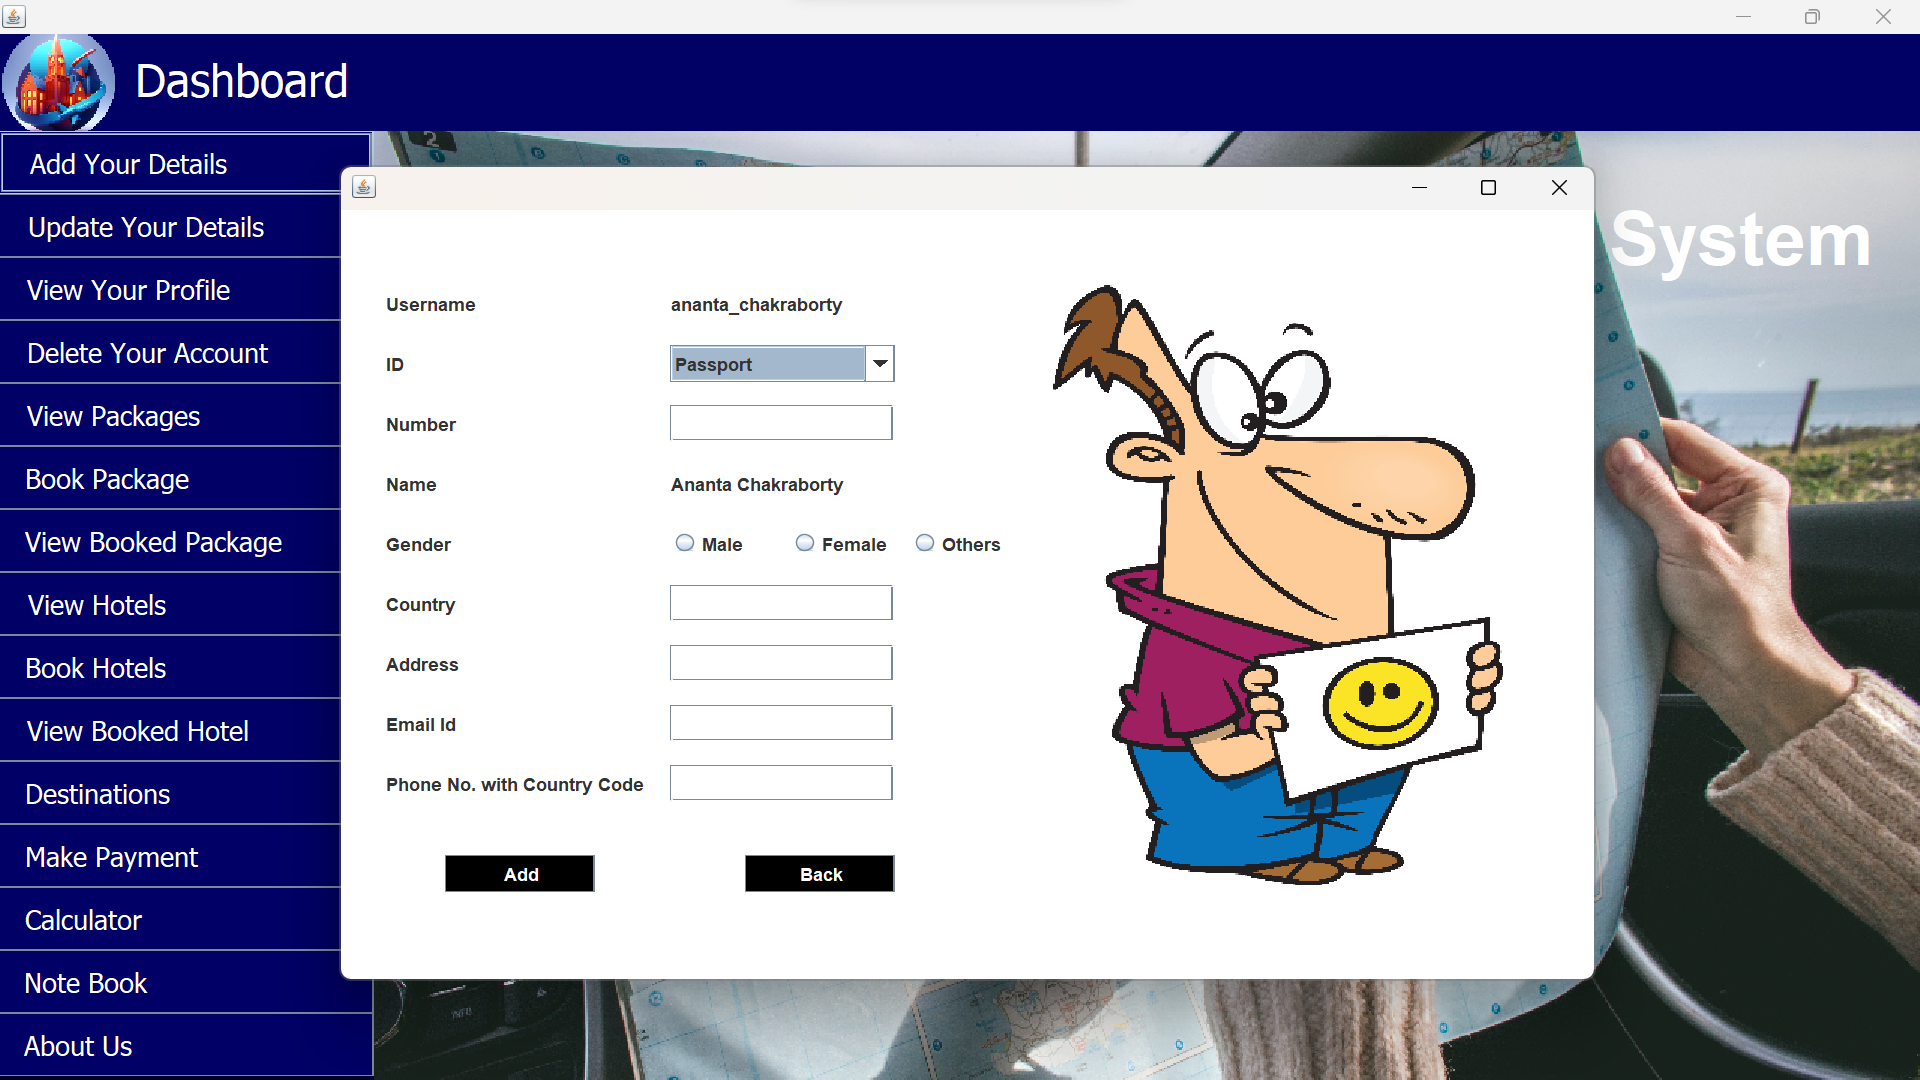 Dashboard
Add Your Details
Update Your Details
View Your Profile
Delete Your Account
View Packages
Book Package
View Booked Package
View Hotels
Book Hotels
View Booked Hotel
Destinations
Make Payment
Calculator
Note Book
About Us
System
2
Username ananta_chakraborty
ID Passport
Number
Name Ananta Chakraborty
Gender Male Female Others
Country
Address
Email Id
Phone No. with Country Code
Add Back